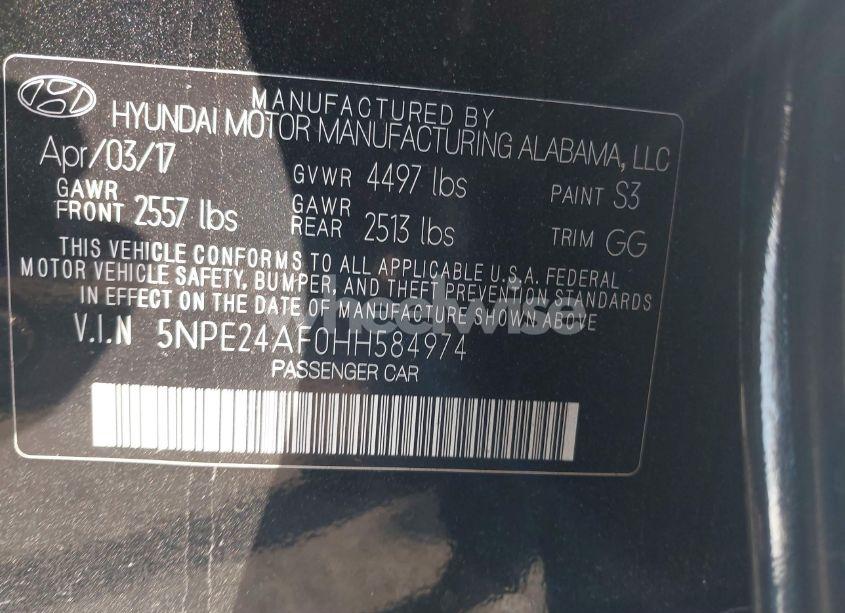 MANUFACTURED BY
HYUNDAI MOTOR MANUFACTURING ALABAMA, LLC
Apr/03/17 GVWR 4497 lbs PAINT S3
GAWR FRONT 2557 lbs GAWR REAR 2513 lbs TRIM GG
THIS VEHICLE CONFORMS TO ALL APPLICABLE U.S.A. FEDERAL
MOTOR VEHICLE SAFETY, BUMPER, AND THEFT PREVENTION STANDARDS
IN EFFECT ON THE DATE OF MANUFACTURE SHOWN ABOVE
wheelwise
V.I.N 5NPE24AF0HH584974
PASSENGER CAR